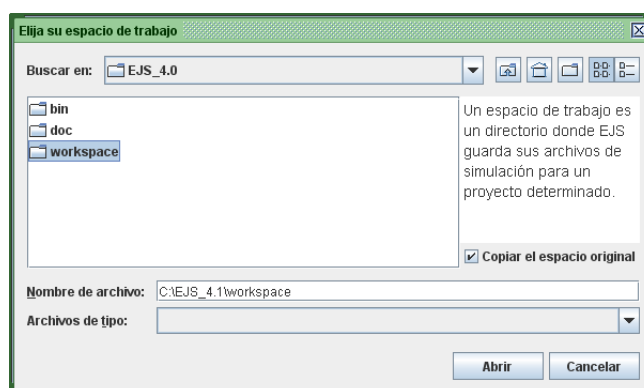 Elija su espacio de trabajo
Buscar en: EJS_4.0
bin
doc
workspace
Un espacio de trabajo es
un directorio donde EJS
guarda sus archivos de
simulación para un
proyecto determinado.
Copiar el espacio original
Nombre de archivo: C:\EJS_4.1\workspace
Archivos de tipo:
Abrir Cancelar